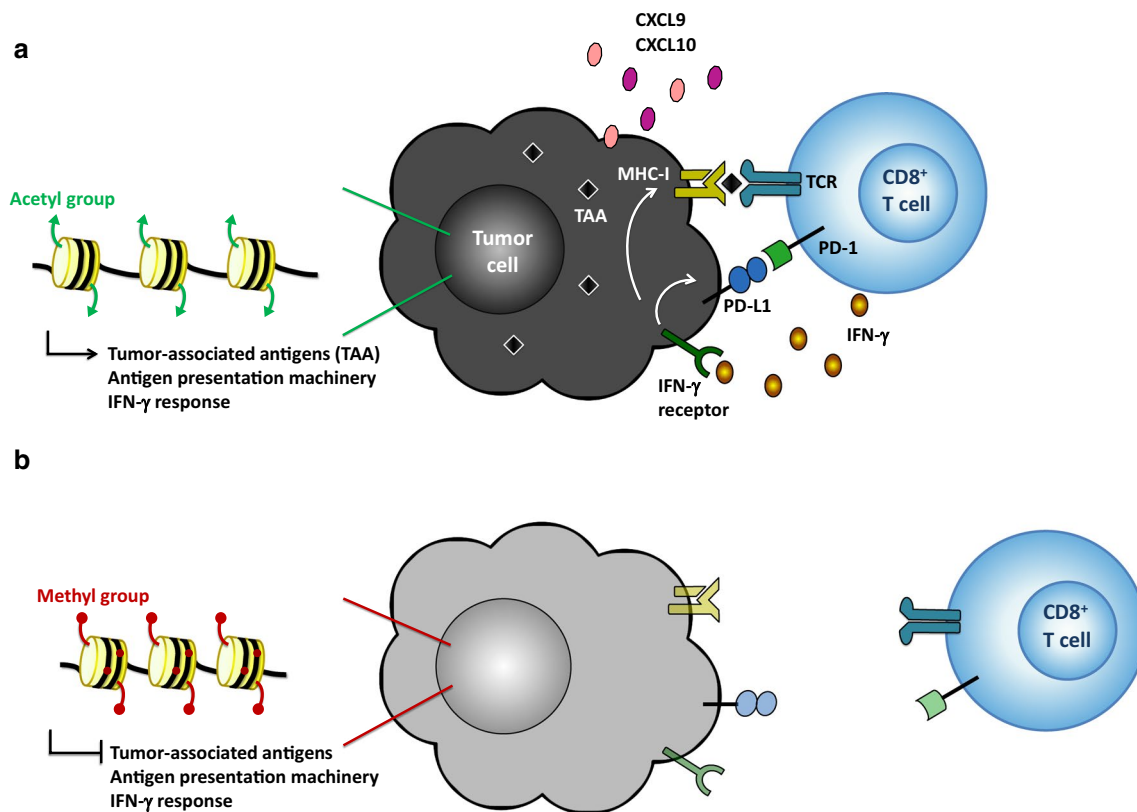 a
CXCL9
CXCL10
Acetyl group
MHC-I
TCR
CD8⁺
T cell
TAA
Tumor
cell
PD-1
PD-L1
IFN-γ
Tumor-associated antigens (TAA)
Antigen presentation machinery
IFN-γ response
IFN-γ
receptor
b
Methyl group
CD8⁺
T cell
Tumor-associated antigens
Antigen presentation machinery
IFN-γ response